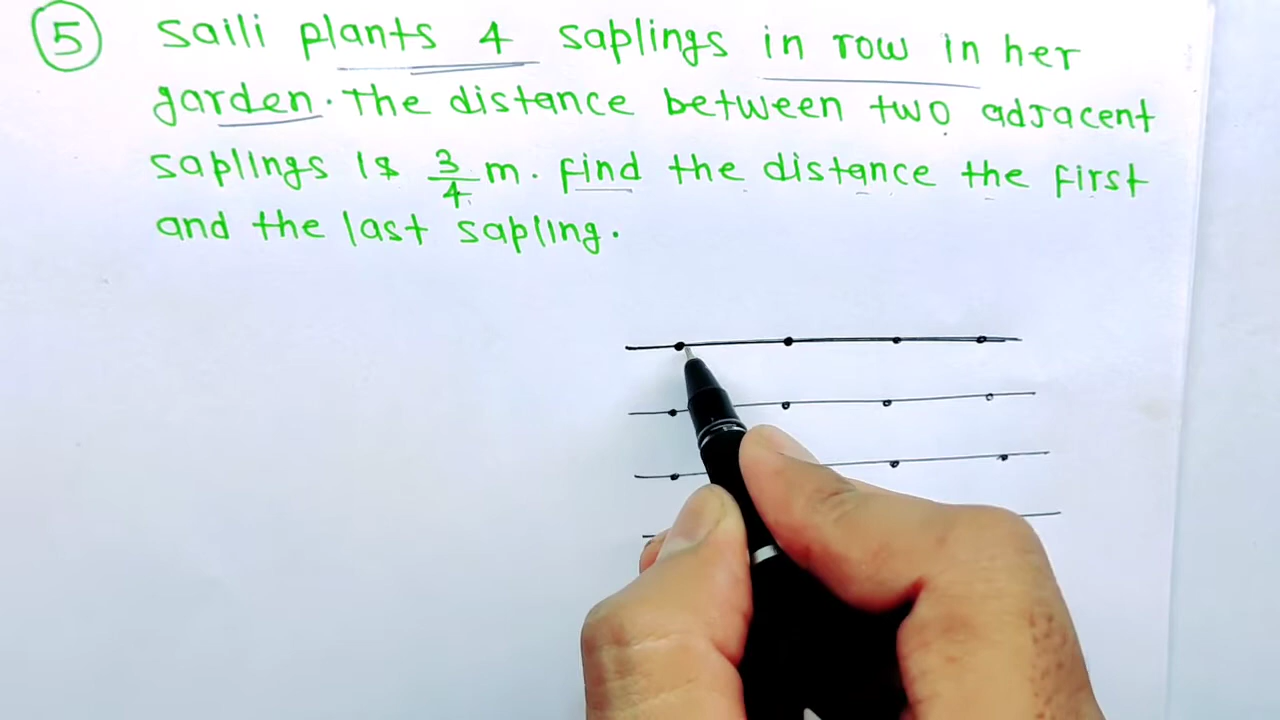 5 Saili plants 4 saplings in row in her
garden. The distance between two adjacent
saplings is 3/4 m. find the distance the first
and the last sapling.